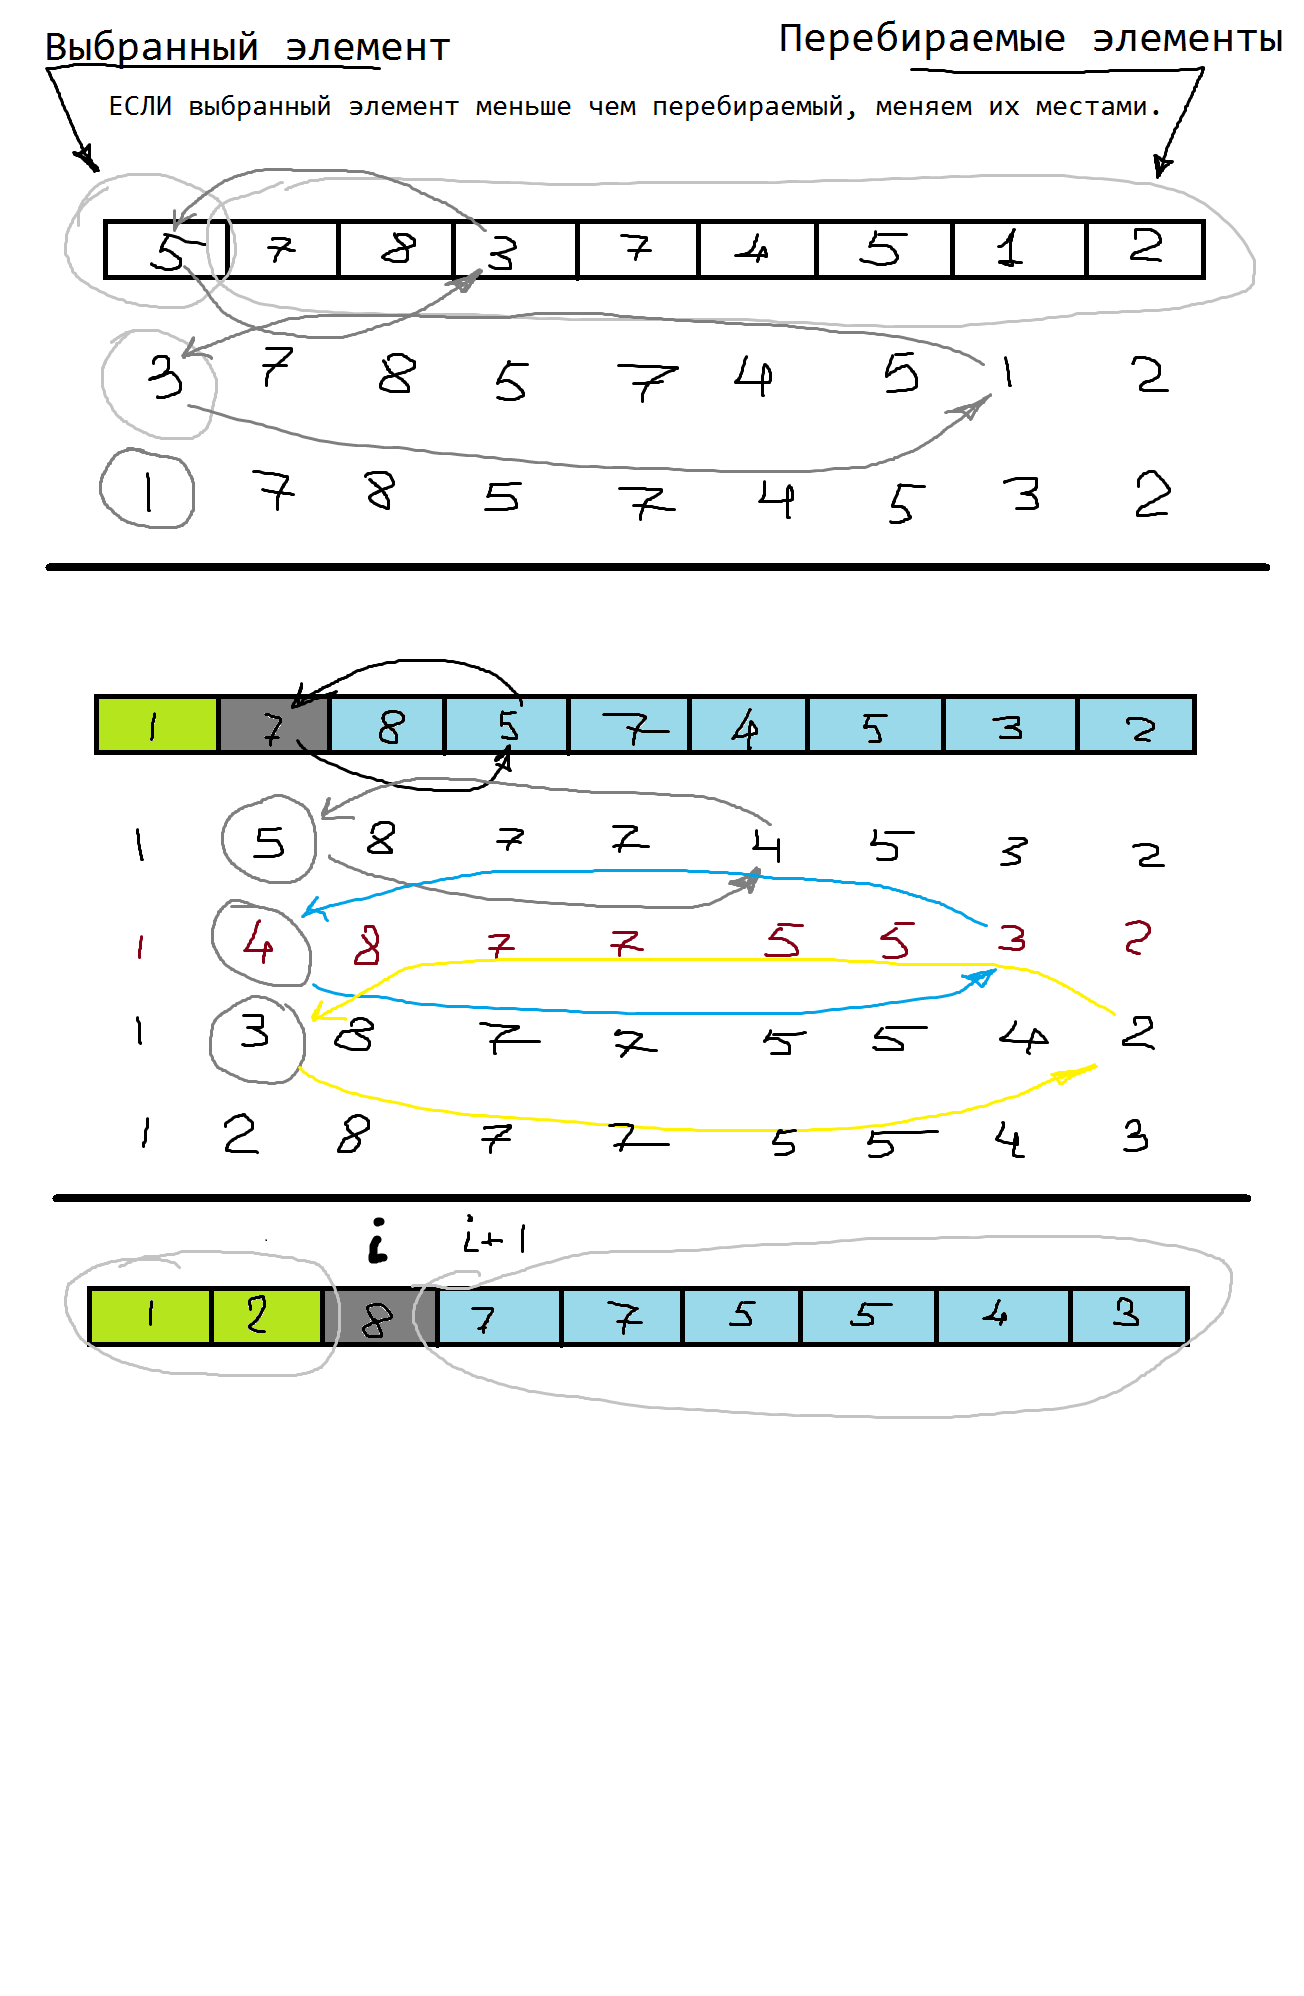 Выбранный элемент
Перебираемые элементы
ЕСЛИ выбранный элемент меньше чем перебираемый, меняем их местами.
5 7 8 3 7 4 5 1 2
3 7 8 5 7 4 5 1 2
1 7 8 5 7 4 5 3 2
1 7 8 5 7 4 5 3 2
1 5 8 7 7 4 5 3 2
1 4 8 7 7 5 5 3 2
1 3 8 7 7 5 5 4 2
1 2 8 7 7 5 5 4 3
i i+1
1 2 8 7 7 5 5 4 3